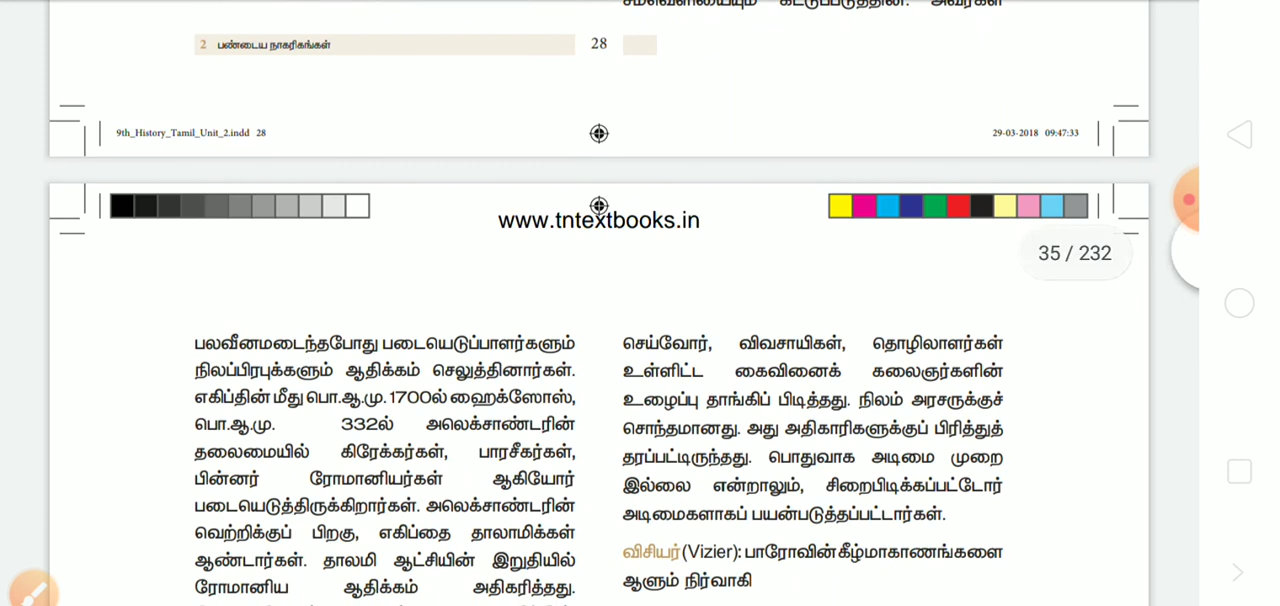 சமவெளியையும் கட்டுப்படுத்தின. அவர்கள்
2 பண்டைய நாகரிகங்கள்
28
9th_History_Tamil_Unit_2.indd 28
29-03-2018 09:47:33
www.tntextbooks.in
35 / 232
பலவீனமடைந்தபோது படையெடுப்பாளர்களும்
நிலப்பிரபுக்களும் ஆதிக்கம் செலுத்தினார்கள்.
எகிப்தின் மீது பொ.ஆ.மு. 1700ல் ஹைக்ஸோஸ்,
பொ.ஆ.மு. 332ல் அலெக்சாண்டரின்
தலைமையில் கிரேக்கர்கள், பாரசீகர்கள்,
பின்னர் ரோமானியர்கள் ஆகியோர்
படையெடுத்திருக்கிறார்கள். அலெக்சாண்டரின்
வெற்றிக்குப் பிறகு, எகிப்தை தாலாமிக்கள்
ஆண்டார்கள். தாலமி ஆட்சியின் இறுதியில்
ரோமானிய ஆதிக்கம் அதிகரித்தது.
செய்வோர், விவசாயிகள், தொழிலாளர்கள்
உள்ளிட்ட கைவினைக் கலைஞர்களின்
உழைப்பு தாங்கிப் பிடித்தது. நிலம் அரசருக்குச்
சொந்தமானது. அது அதிகாரிகளுக்குப் பிரித்துத்
தரப்பட்டிருந்தது. பொதுவாக அடிமை முறை
இல்லை என்றாலும், சிறைபிடிக்கப்பட்டோர்
அடிமைகளாகப் பயன்படுத்தப்பட்டார்கள்.
விசியர்(Vizier): பாரோவின்கீழ்மாகாணங்களை
ஆளும் நிர்வாகி